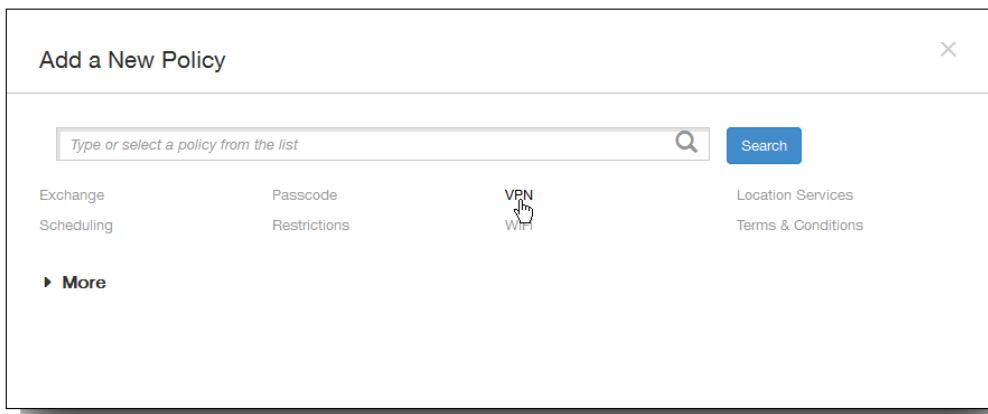 Add a New Policy
Type or select a policy from the list
Search
Exchange Passcode VPN Location Services
Scheduling Restrictions WiFi Terms & Conditions
More